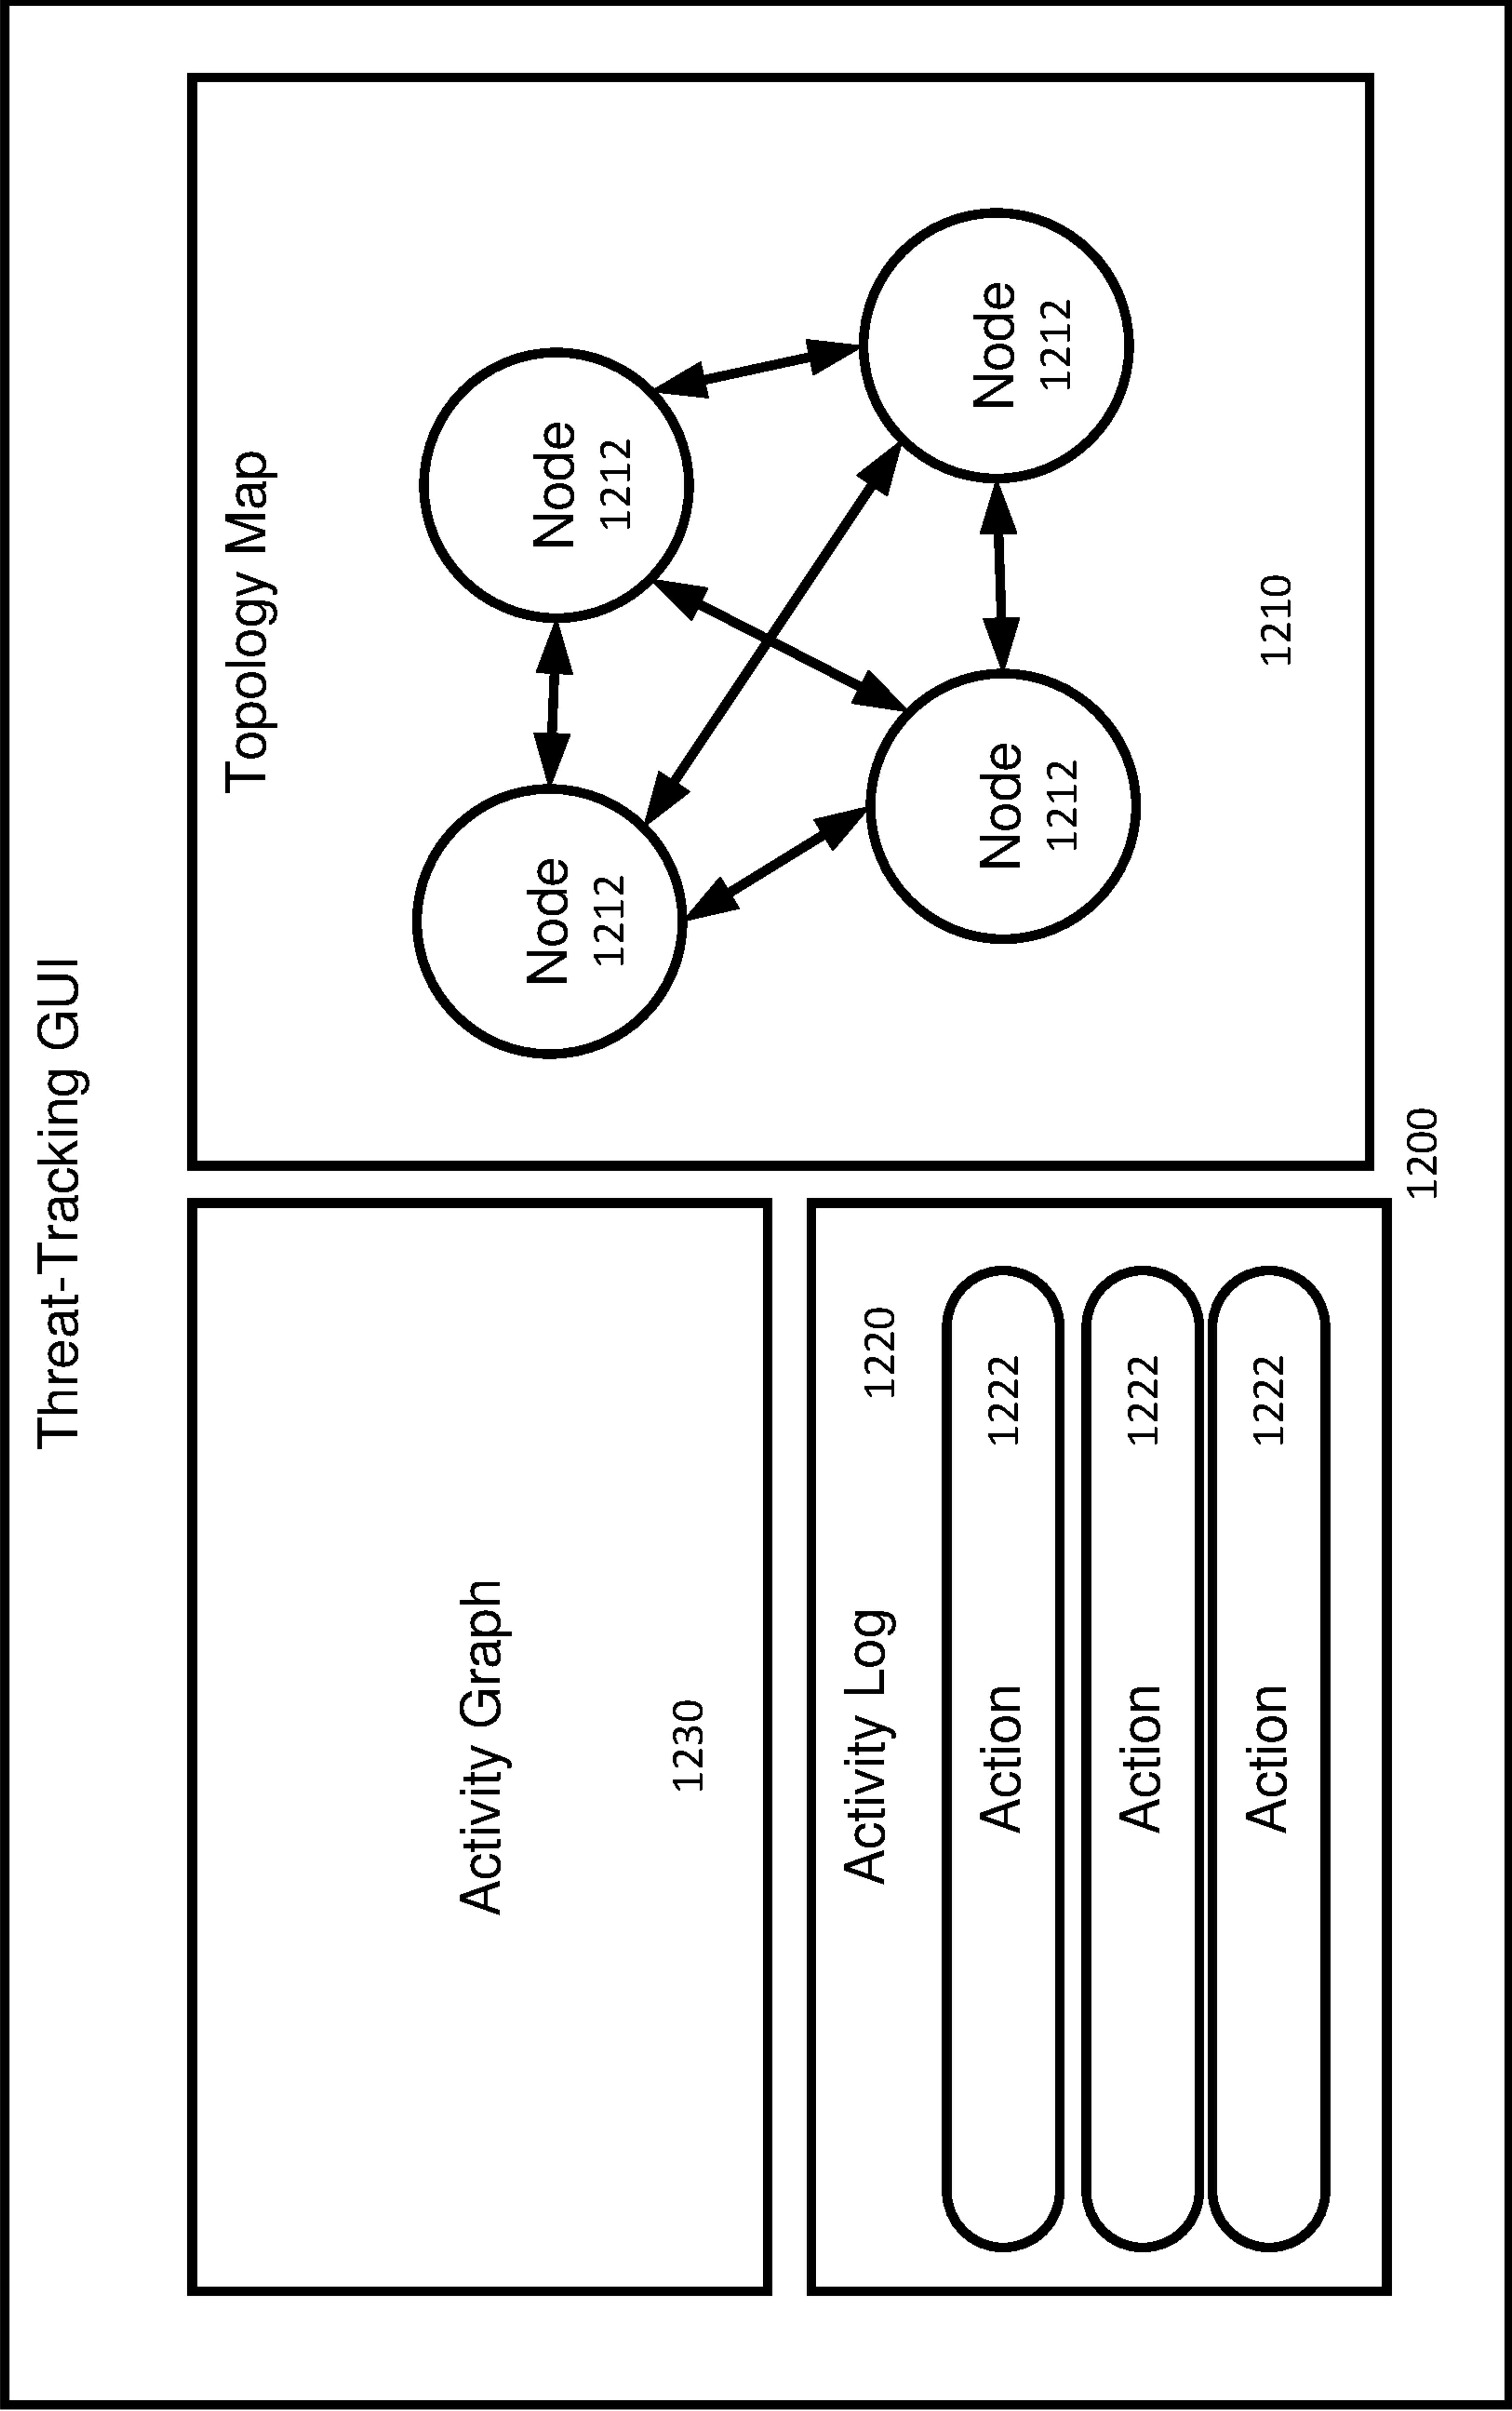 Threat-Tracking GUI
Activity Graph
1230
Activity Log
1220
Action
1222
Action
1222
Action
1222
Topology Map
Node
1212
Node
1212
Node
1212
Node
1212
1210
1200